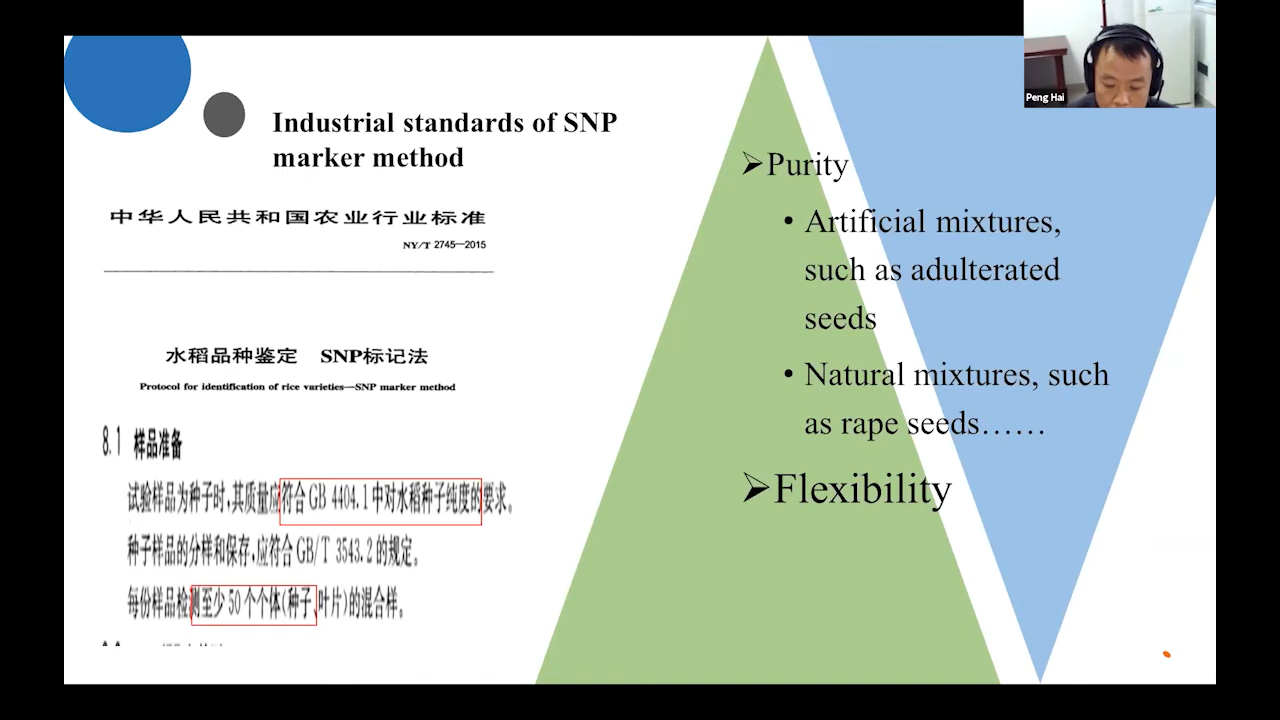 Industrial standards of SNP
marker method
中华人民共和国农业行业标准
NY/T 2745—2015
水稻品种鉴定 SNP标记法
Protocol for identification of rice varieties—SNP marker method
8.1 样品准备
试验样品为种子时,其质量应符合GB 4404.1中对水稻种子纯度的要求。
种子样品的分样和保存,应符合GB/T 3543.2的规定。
每份样品检测至少50个个体(种子、叶片)的混合样。
➢Purity
• Artificial mixtures,
such as adulterated
seeds
• Natural mixtures, such
as rape seeds……
➢Flexibility
Peng Hai